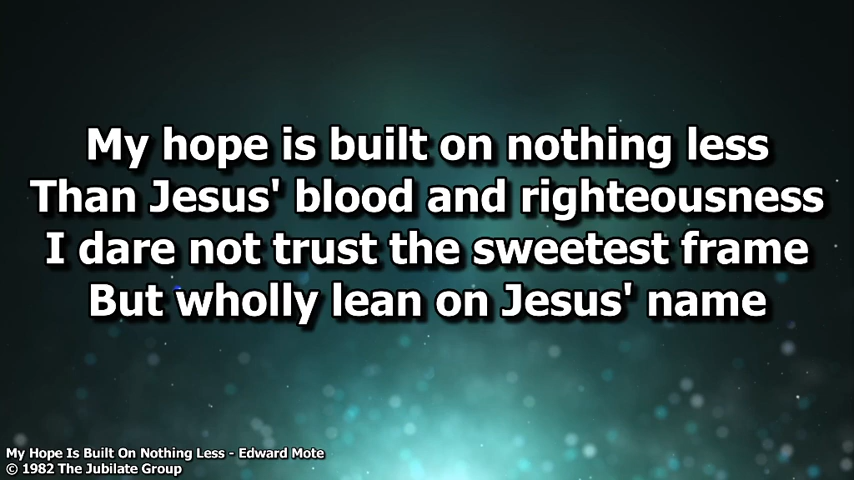 My hope is built on nothing less
Than Jesus' blood and righteousness
I dare not trust the sweetest frame
But wholly lean on Jesus' name
My Hope Is Built On Nothing Less - Edward Mote
© 1982 The Jubilate Group